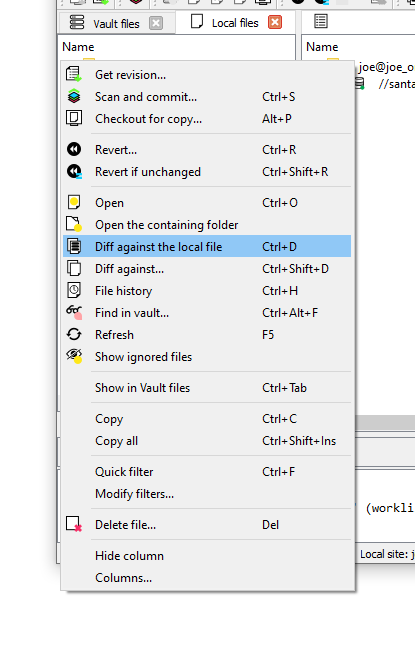 Vault files
Local files
Name
Name
joe@joe_o
//santa
Get revision...
Scan and commit... Ctrl+S
Checkout for copy... Alt+P
Revert... Ctrl+R
Revert if unchanged Ctrl+Shift+R
Open Ctrl+O
Open the containing folder
Diff against the local file Ctrl+D
Diff against... Ctrl+Shift+D
File history Ctrl+H
Find in vault... Ctrl+Alt+F
Refresh F5
Show ignored files
Show in Vault files Ctrl+Tab
Copy Ctrl+C
Copy all Ctrl+Shift+Ins
Quick filter Ctrl+F
Modify filters...
(workli
Delete file... Del
Hide column
Local site: j
Columns...